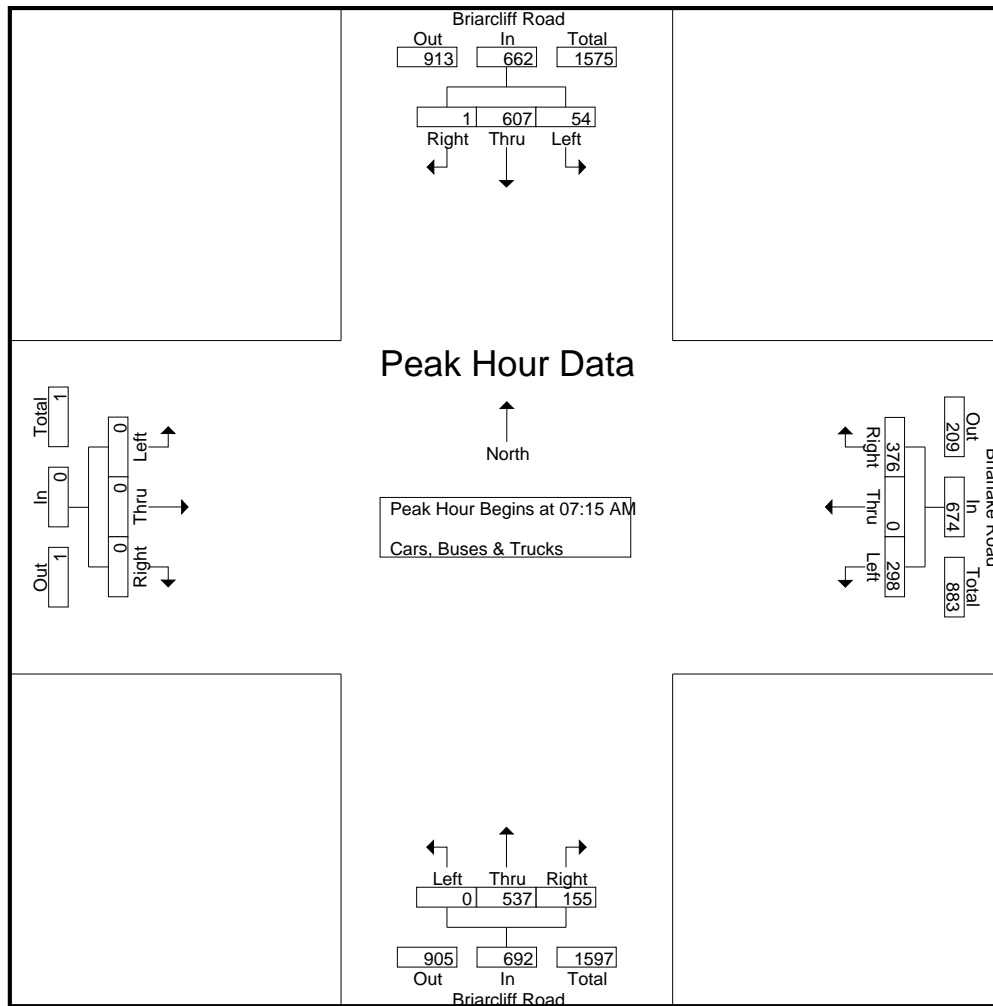 Briarcliff Road
Out In Total
913 662 1575
1 607 54
Right Thru Left
Peak Hour Data
North
Peak Hour Begins at 07:15 AM
Cars, Buses & Trucks
Total In Out
1 0 1
0 0 0
Left Thru Right
Road
Out In Total
209 674 883
376 0 298
Right Thru Left
Left Thru Right
0 537 155
905 692 1597
Out In Total
Briarcliff Road